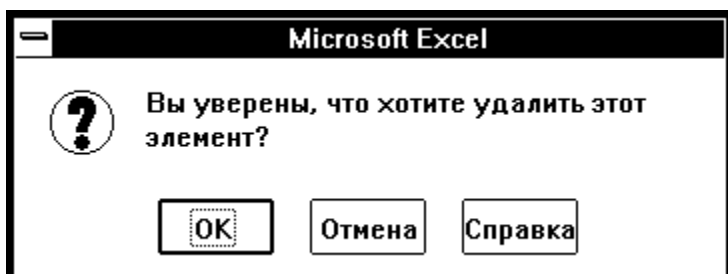 Microsoft Excel
Вы уверены, что хотите удалить этот
элемент?
OK Отмена Справка